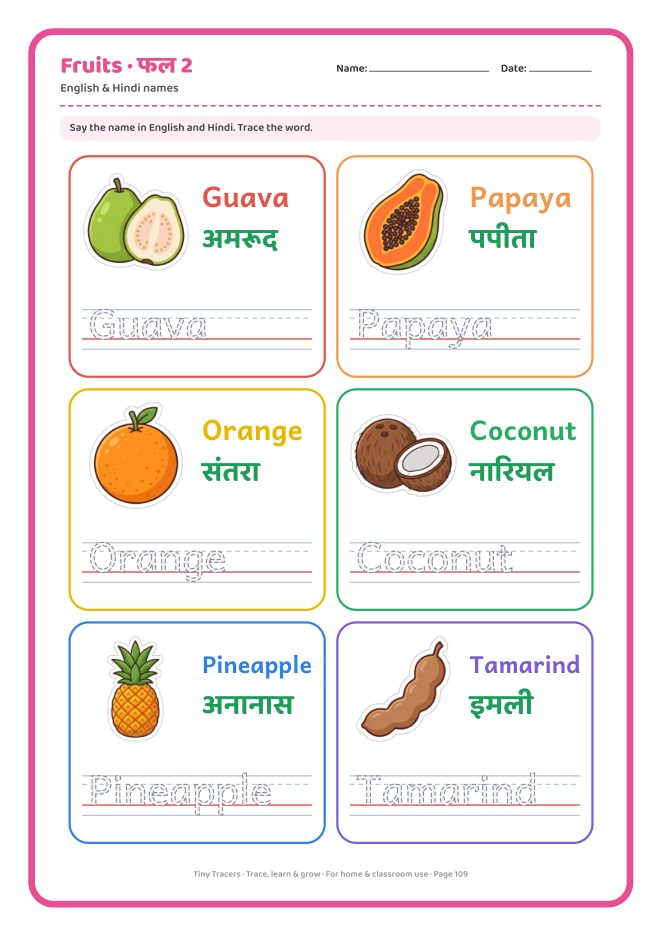 Fruits · फल 2
Name: Date:
English & Hindi names
Say the name in English and Hindi. Trace the word.
Guava
अमरूद
Guava
Papaya
पपीता
Papaya
Orange
संतरा
Orange
Coconut
नारियल
Coconut
Pineapple
अनानास
Pineapple
Tamarind
इमली
Tamarind
Tiny Tracers · Trace, learn & grow · For home & classroom use · Page 109